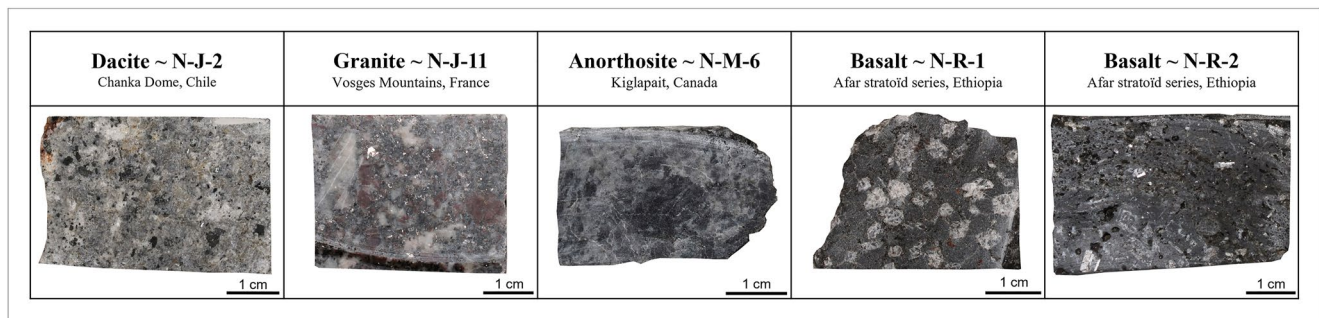 Dacite ~ N-J-2
Chanka Dome, Chile
Granite ~ N-J-11
Vosges Mountains, France
Anorthosite ~ N-M-6
Kiglapait, Canada
Basalt ~ N-R-1
Afar stratoïd series, Ethiopia
Basalt ~ N-R-2
Afar stratoïd series, Ethiopia
1 cm
1 cm
1 cm
1 cm
1 cm